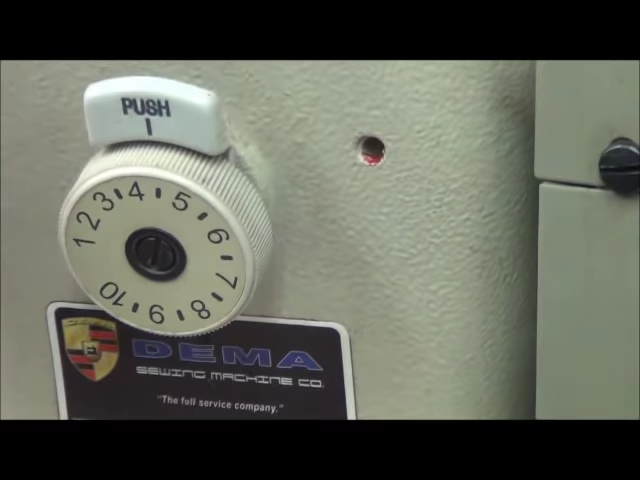 PUSH
1
2
3
4
5
6
7
8
9
10
DEMA
SEWING MACHINE CO.
"The full service company."